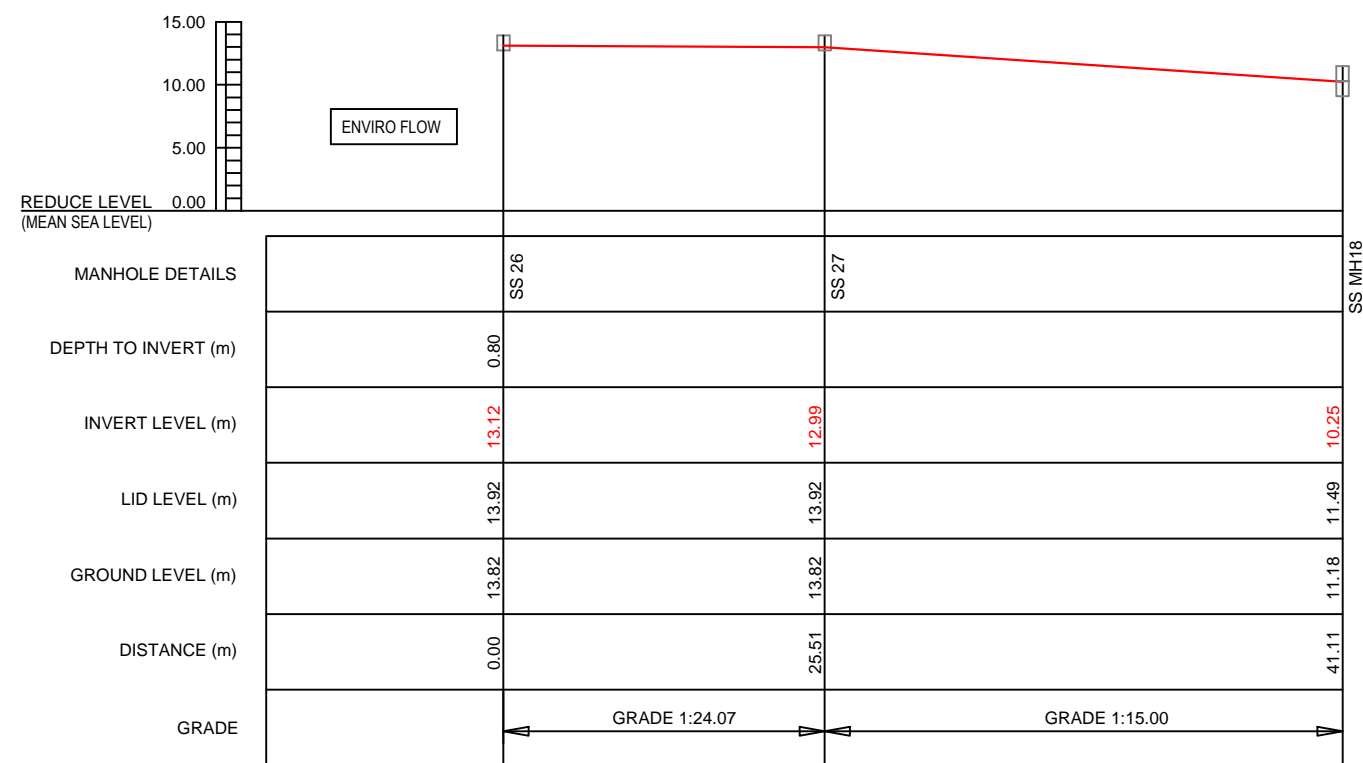 15.00
10.00
5.00
REDUCE LEVEL 0.00
(MEAN SEA LEVEL)
ENVIRO FLOW
MANHOLE DETAILS SS 26 SS 27 SS MH18
DEPTH TO INVERT (m) 0.80
INVERT LEVEL (m) 13.12 12.99 10.25
LID LEVEL (m) 13.92 13.92 11.49
GROUND LEVEL (m) 13.82 13.82 11.18
DISTANCE (m) 0.00 25.51 41.11
GRADE GRADE 1:24.07 GRADE 1:15.00